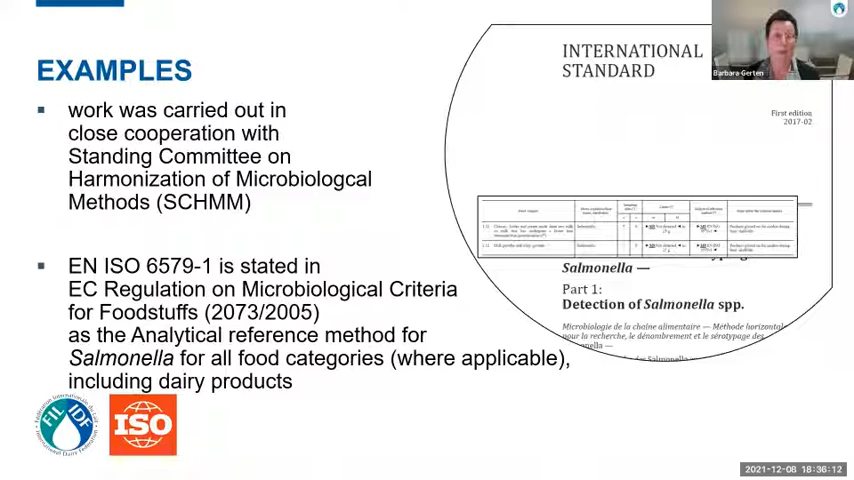 EXAMPLES
work was carried out in
close cooperation with
Standing Committee on
Harmonization of Microbiologcal
Methods (SCHMM)
EN ISO 6579-1 is stated in
EC Regulation on Microbiological Criteria
for Foodstuffs (2073/2005)
as the Analytical reference method for
Salmonella for all food categories (where applicable),
including dairy products
INTERNATIONAL
STANDARD
First edition
2017-02
Salmonella —
Part 1:
Detection of Salmonella spp.
Microbiologie de la chaîne alimentaire — Méthode horizontale
pour la recherche, le dénombrement et le sérotypage des
Barbara Gerten
FIL IDF
ISO
2021-12-08 18:36:12